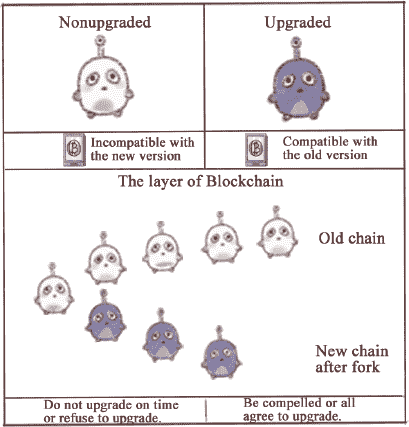 Nonupgraded
Upgraded
Incompatible with
the new version
Compatible with
the old version
The layer of Blockchain
Old chain
New chain
after fork
Do not upgrade on time
or refuse to upgrade.
Be compelled or all
agree to upgrade.